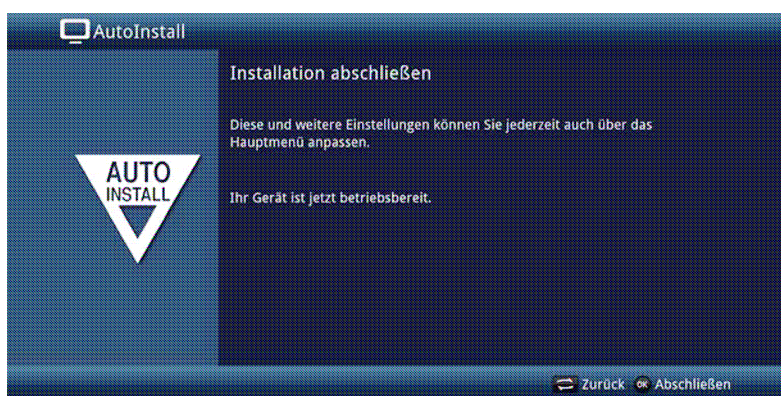 AutoInstall
Installation abschließen
Diese und weitere Einstellungen können Sie jederzeit auch über das
Hauptmenü anpassen.
AUTO
INSTALL
Ihr Gerät ist jetzt betriebsbereit.
Zurück OK Abschließen